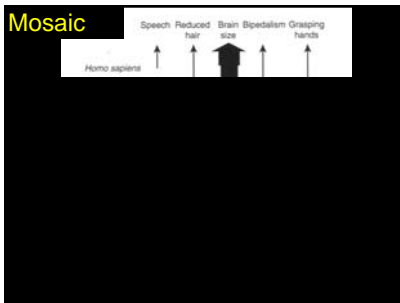 Mosaic
Speech Reduced Brain Bipedalism Grasping
hair size hands
Homo sapiens